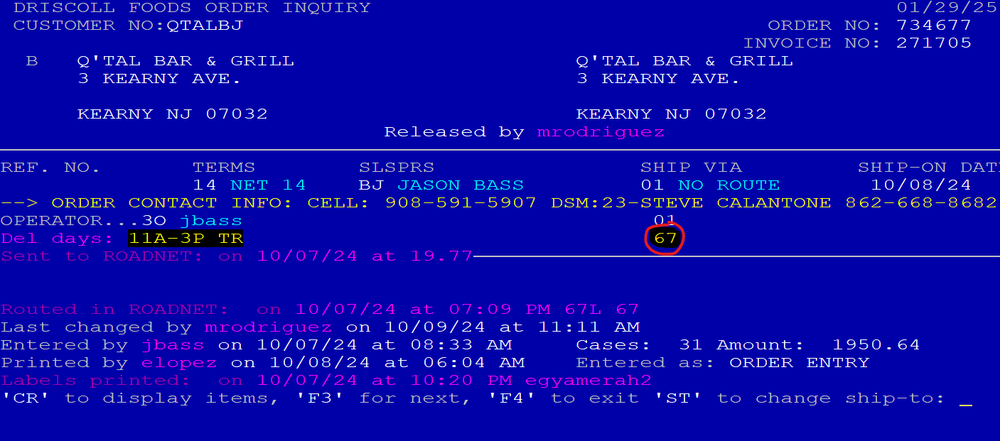 DRISCOLL FOODS ORDER INQUIRY 01/29/25
CUSTOMER NO:QTALBJ ORDER NO: 734677
INVOICE NO: 271705
B Q'TAL BAR & GRILL Q'TAL BAR & GRILL
3 KEARNY AVE. 3 KEARNY AVE.
KEARNY NJ 07032 KEARNY NJ 07032
Released by mrodriguez
REF. NO. TERMS SLSPRS SHIP VIA SHIP-ON DATE
14 NET 14 BJ JASON BASS 01 NO ROUTE 10/08/24
--> ORDER CONTACT INFO: CELL: 908-591-5907 DSM:23-STEVE CALANTONE 862-668-8682
OPERATOR...3O jbass 01
Del days: 11A-3P TR 67
Sent to ROADNET: on 10/07/24 at 19.77
Routed in ROADNET: on 10/07/24 at 07:09 PM 67L 67
Last changed by mrodriguez on 10/09/24 at 11:11 AM
Entered by jbass on 10/07/24 at 08:33 AM Cases: 31 Amount: 1950.64
Printed by elopez on 10/08/24 at 06:04 AM Entered as: ORDER ENTRY
Labels printed: on 10/07/24 at 10:20 PM egyamerah2
'CR' to display items, 'F3' for next, 'F4' to exit 'ST' to change ship-to: _